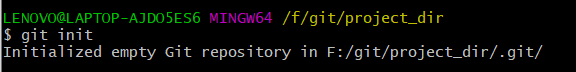 LENOVO@LAPTOP-AJDO5ES6 MINGW64 /f/git/project_dir
$ git init
Initialized empty Git repository in F:/git/project_dir/.git/